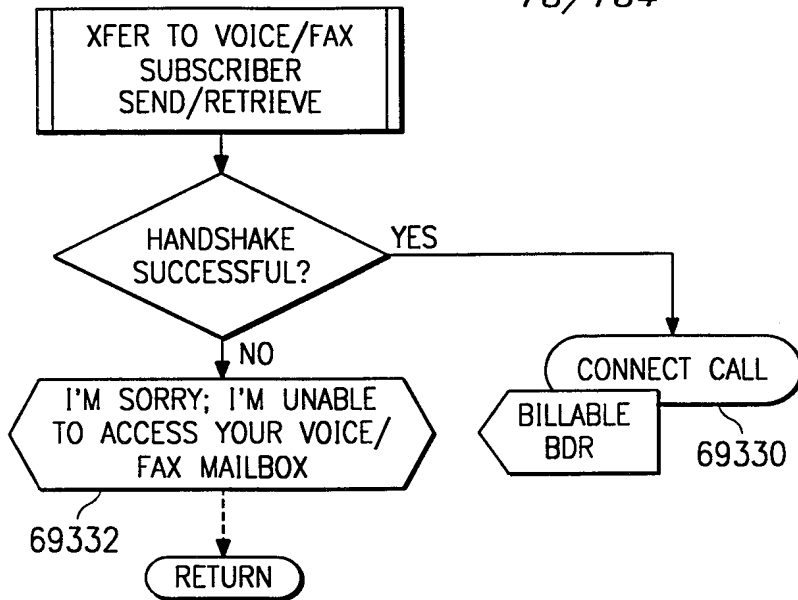 XFER TO VOICE/FAX
SUBSCRIBER
SEND/RETRIEVE
HANDSHAKE
SUCCESSFUL?
YES
NO
I'M SORRY; I'M UNABLE
TO ACCESS YOUR VOICE/
FAX MAILBOX
69332
RETURN
CONNECT CALL
BILLABLE
BDR
69330